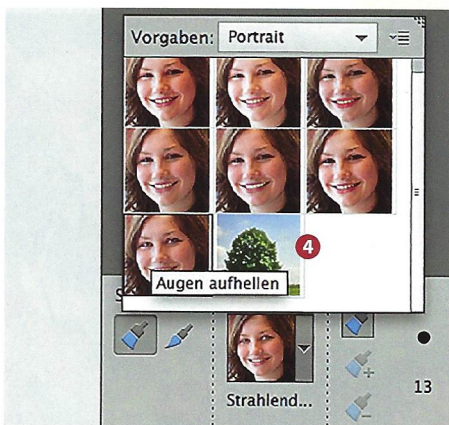 Vorgaben: Portrait
4
Augen aufhellen
S
13
Strahlend...